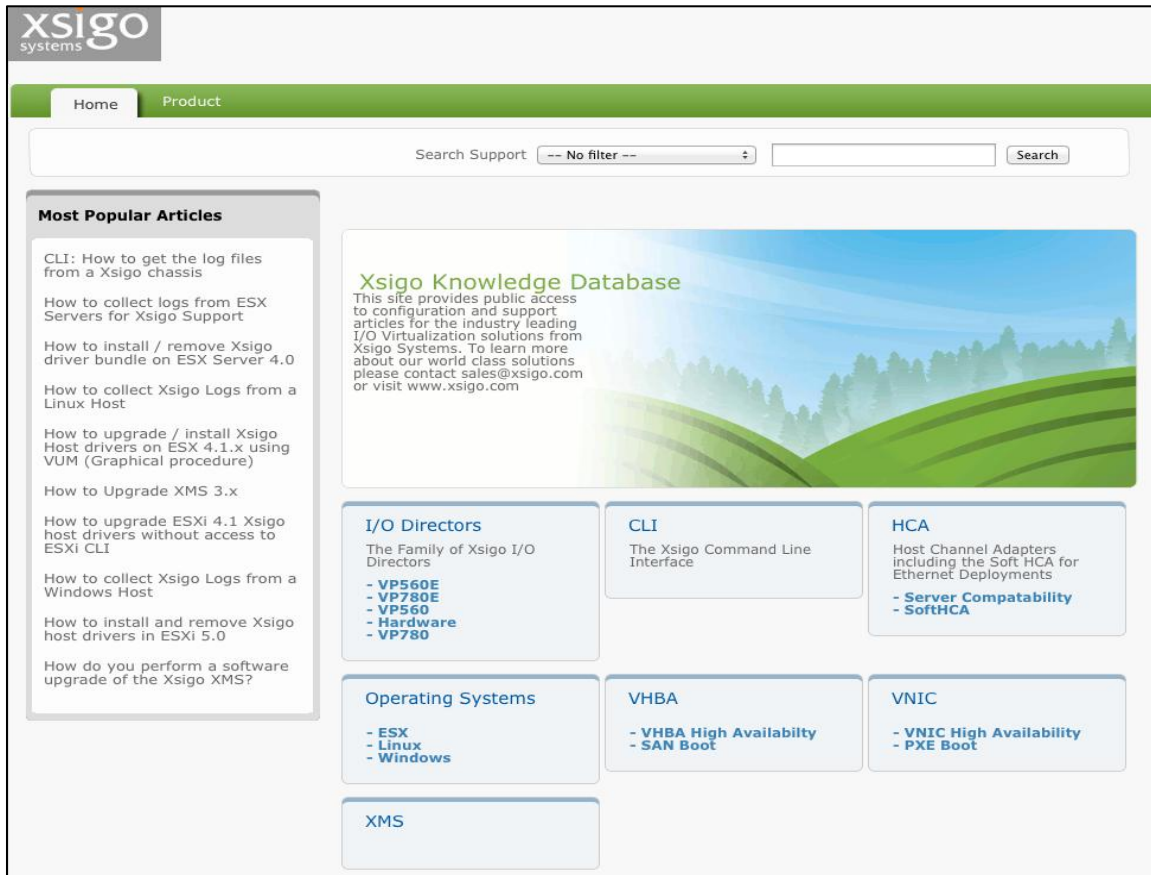 xsigo
systems
Home
Product
Search Support
-- No filter --
Search
Most Popular Articles
CLI: How to get the log files
from a Xsigo chassis
How to collect logs from ESX
Servers for Xsigo Support
How to install / remove Xsigo
driver bundle on ESX Server 4.0
How to collect Xsigo Logs from a
Linux Host
How to upgrade / install Xsigo
Host drivers on ESX 4.1.x using
VUM (Graphical procedure)
How to Upgrade XMS 3.x
How to upgrade ESXi 4.1 Xsigo
host drivers without access to
ESXi CLI
How to collect Xsigo Logs from a
Windows Host
How to install and remove Xsigo
host drivers in ESXi 5.0
How do you perform a software
upgrade of the Xsigo XMS?
Xsigo Knowledge Database
This site provides public access
to configuration and support
articles for the industry leading
I/O Virtualization solutions from
Xsigo Systems. To learn more
about our world class solutions
please contact sales@xsigo.com
or visit www.xsigo.com
I/O Directors
The Family of Xsigo I/O
Directors
- VP560E
- VP780E
- VP560
- Hardware
- VP780
CLI
The Xsigo Command Line
Interface
HCA
Host Channel Adapters
including the Soft HCA for
Ethernet Deployments
- Server Compatability
- SoftHCA
Operating Systems
- ESX
- Linux
- Windows
VHBA
- VHBA High Availabilty
- SAN Boot
VNIC
- VNIC High Availability
- PXE Boot
XMS